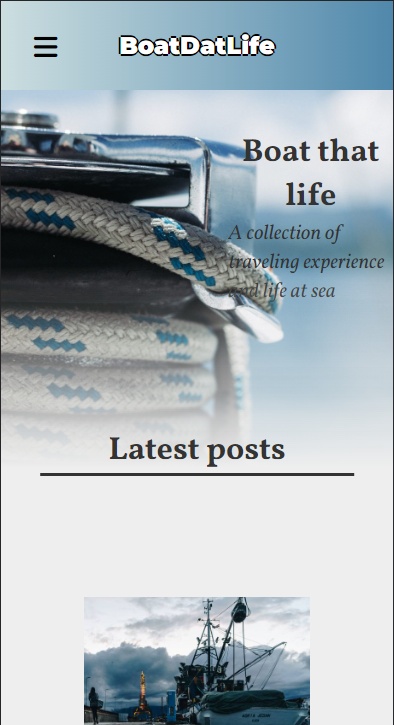 BoatDatLife
Boat that
life
A collection of
traveling experience
and life at sea
Latest posts